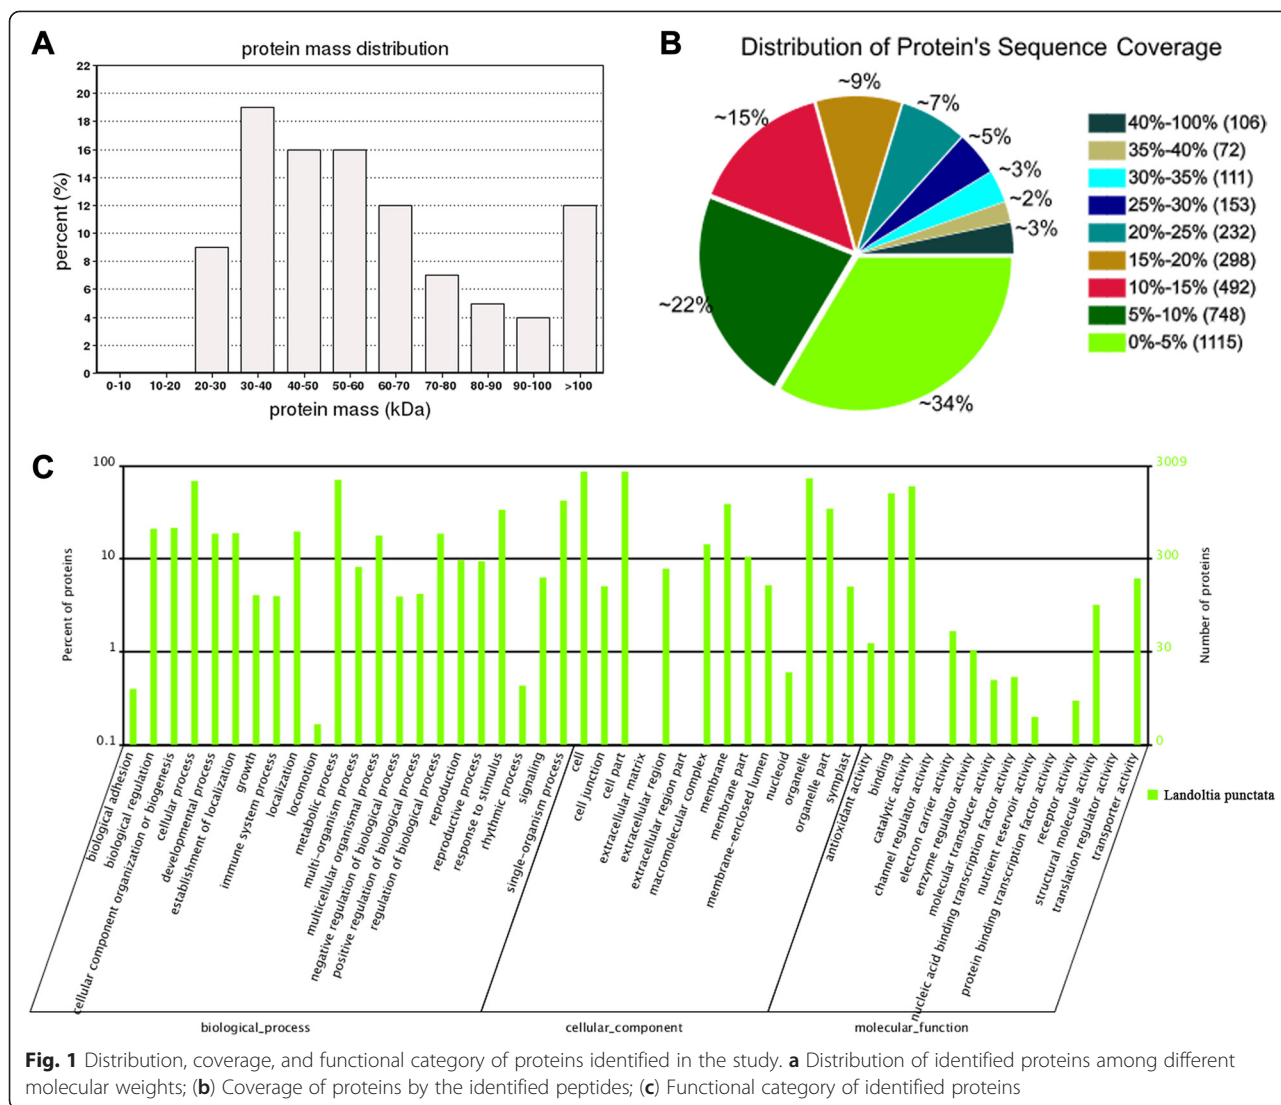 A
protein mass distribution
percent (%)
22
20
18
16
14
12
10
8
6
4
2
0
0-10 10-20 20-30 30-40 40-50 50-60 60-70 70-80 80-90 90-100 >100
protein mass (kDa)
B
Distribution of Protein's Sequence Coverage
~9%
~7%
~5%
~3%
~2%
~3%
~15%
~22%
~34%
40%-100% (106)
35%-40% (72)
30%-35% (111)
25%-30% (153)
20%-25% (232)
15%-20% (298)
10%-15% (492)
5%-10% (748)
0%-5% (1115)
C
Percent of proteins
100
10
1
0.1
3009
300
30
0
Number of proteins
biological adhesion
biological regulation
cellular component organization or biogenesis
cellular process
developmental process
establishment of localization
growth
immune system process
localization
locomotion
metabolic process
multi-organism process
multicellular organismal process
negative regulation of biological process
positive regulation of biological process
regulation of biological process
reproduction
reproductive process
response to stimulus
rhythmic process
signaling
single-organism process
cell
cell junction
cell part
extracellular matrix
extracellular region
extracellular region part
macromolecular complex
membrane
membrane part
membrane-enclosed lumen
nucleoid
organelle
organelle part
symplast
antioxidant activity
binding
catalytic activity
channel regulator activity
electron carrier activity
enzyme regulator activity
molecular transducer activity
nucleic acid binding transcription factor activity
nutrient reservoir activity
protein binding transcription factor activity
receptor activity
structural molecule activity
translation regulator activity
transporter activity
Landoltia punctata
biological_process
cellular_component
molecular_function
Fig. 1 Distribution, coverage, and functional category of proteins identified in the study. a Distribution of identified proteins among different
molecular weights; (b) Coverage of proteins by the identified peptides; (c) Functional category of identified proteins